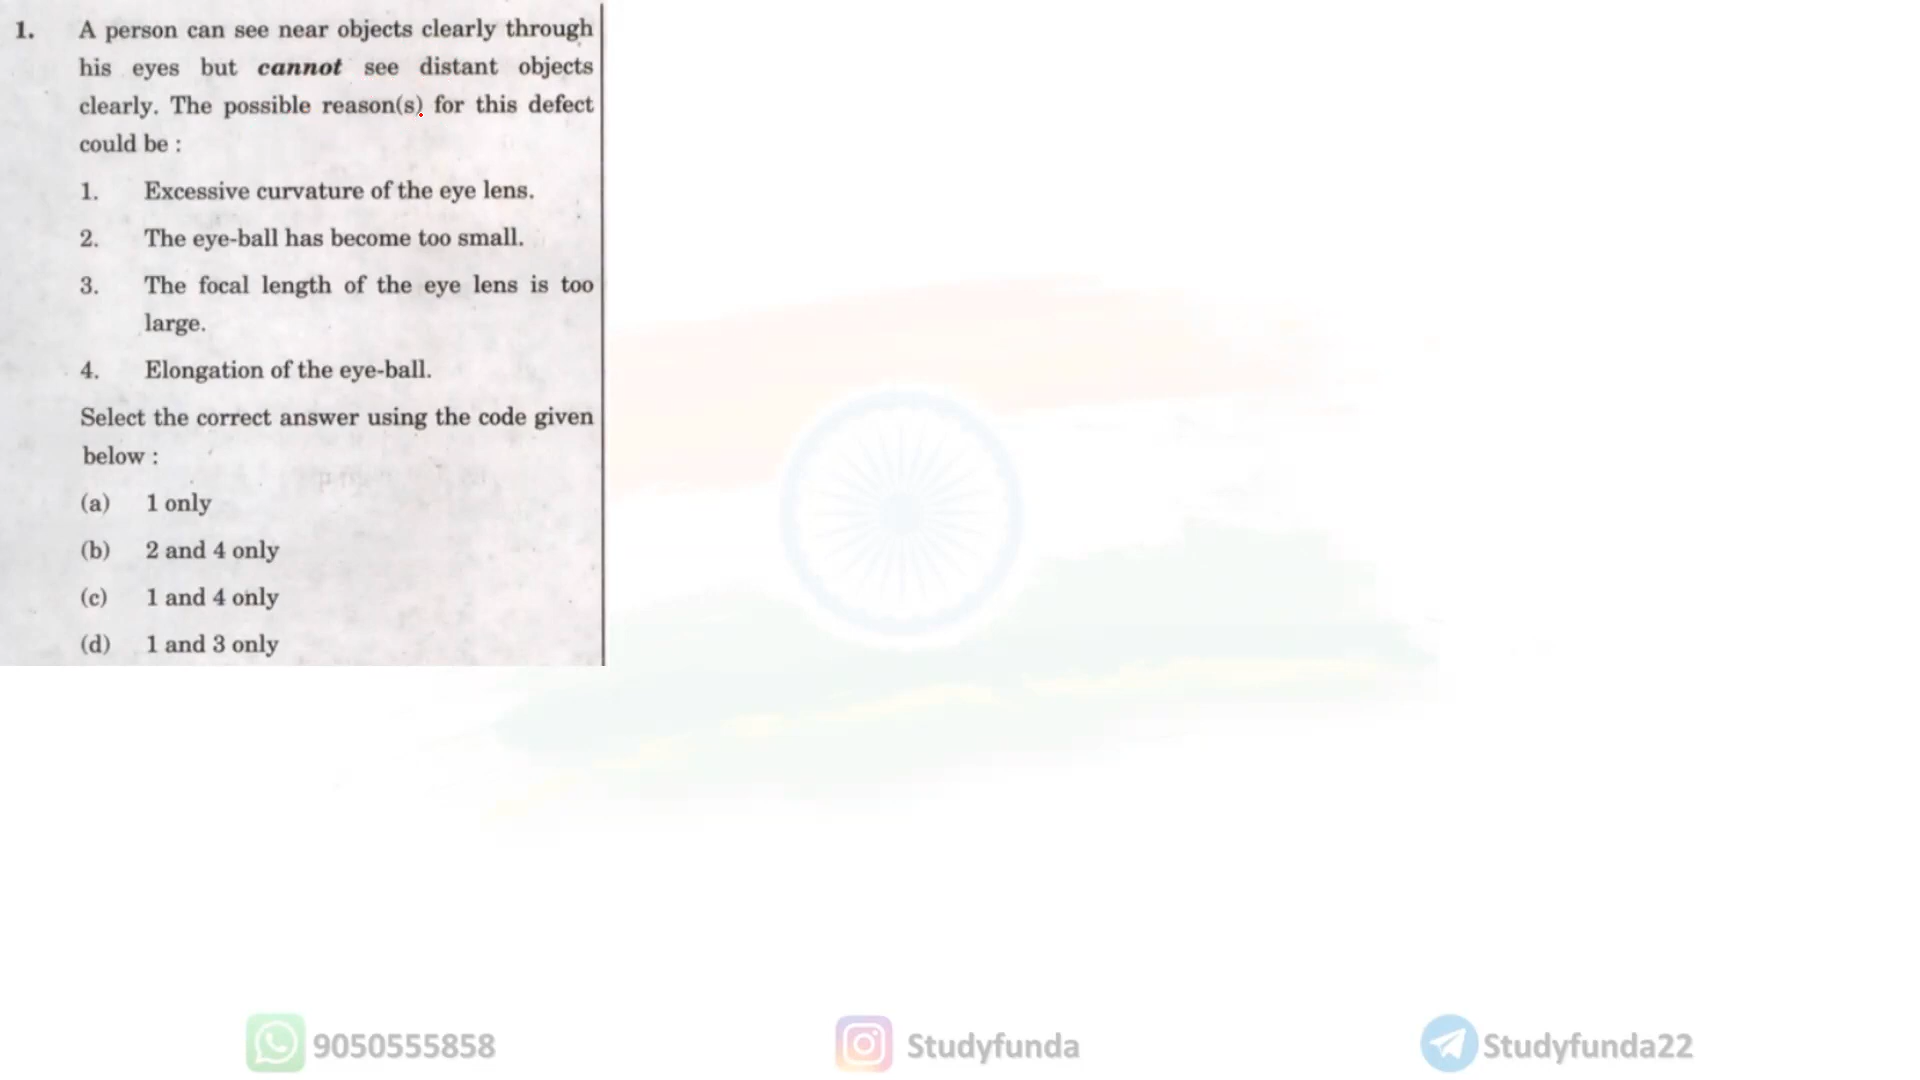 1. A person can see near objects clearly through
his eyes but cannot see distant objects
clearly. The possible reason(s) for this defect
could be :
1. Excessive curvature of the eye lens.
2. The eye-ball has become too small.
3. The focal length of the eye lens is too
large.
4. Elongation of the eye-ball.
Select the correct answer using the code given
below :
(a) 1 only
(b) 2 and 4 only
(c) 1 and 4 only
(d) 1 and 3 only
9050555858
Studyfunda
Studyfunda22